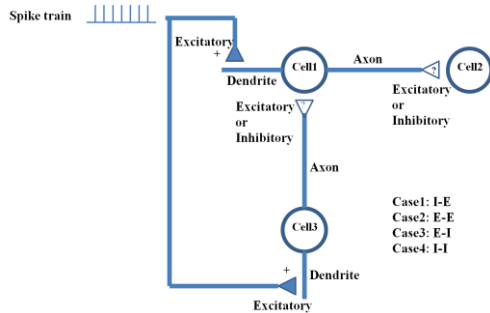 Spike train
Excitatory
+
Dendrite
Cell1
Axon
?
Cell2
Excitatory
or
Inhibitory
?
Excitatory
or
Inhibitory
Axon
Cell3
Case1: I-E
Case2: E-E
Case3: E-I
Case4: I-I
+
Dendrite
Excitatory